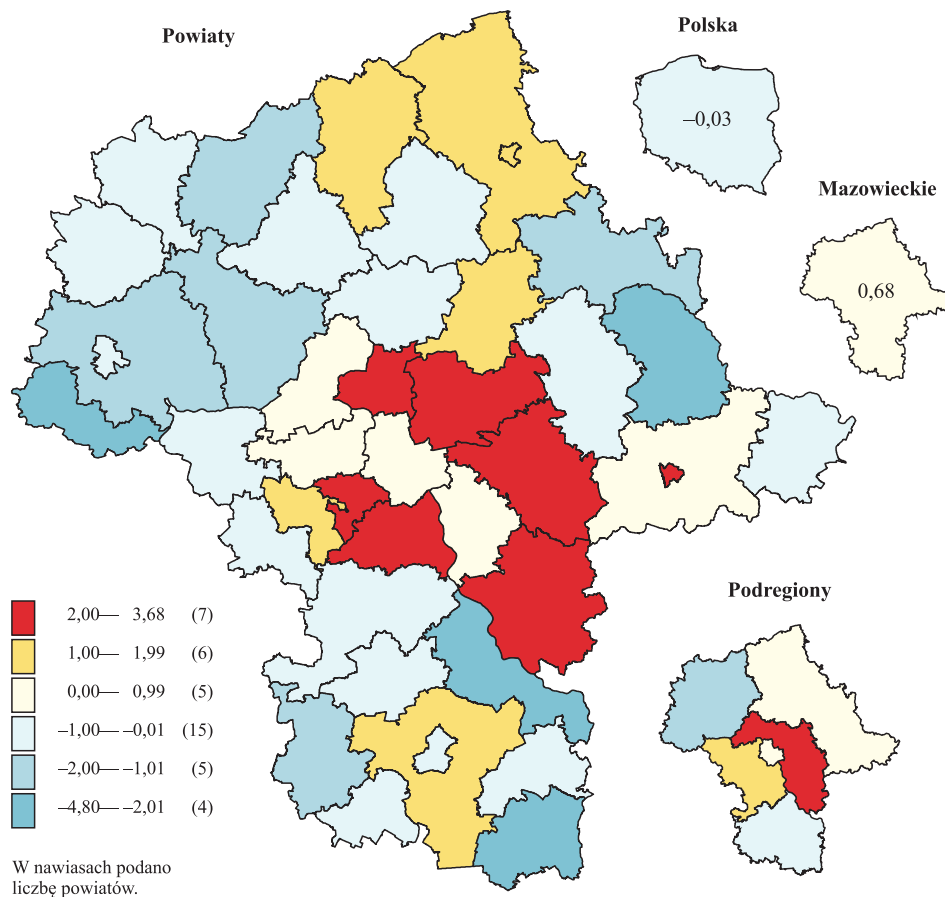 Powiaty
Polska
–0,03
Mazowieckie
0,68
2,00— 3,68 (7)
1,00— 1,99 (6)
0,00— 0,99 (5)
–1,00— –0,01 (15)
–2,00— –1,01 (5)
–4,80— –2,01 (4)
W nawiasach podano
liczbę powiatów.
Podregiony